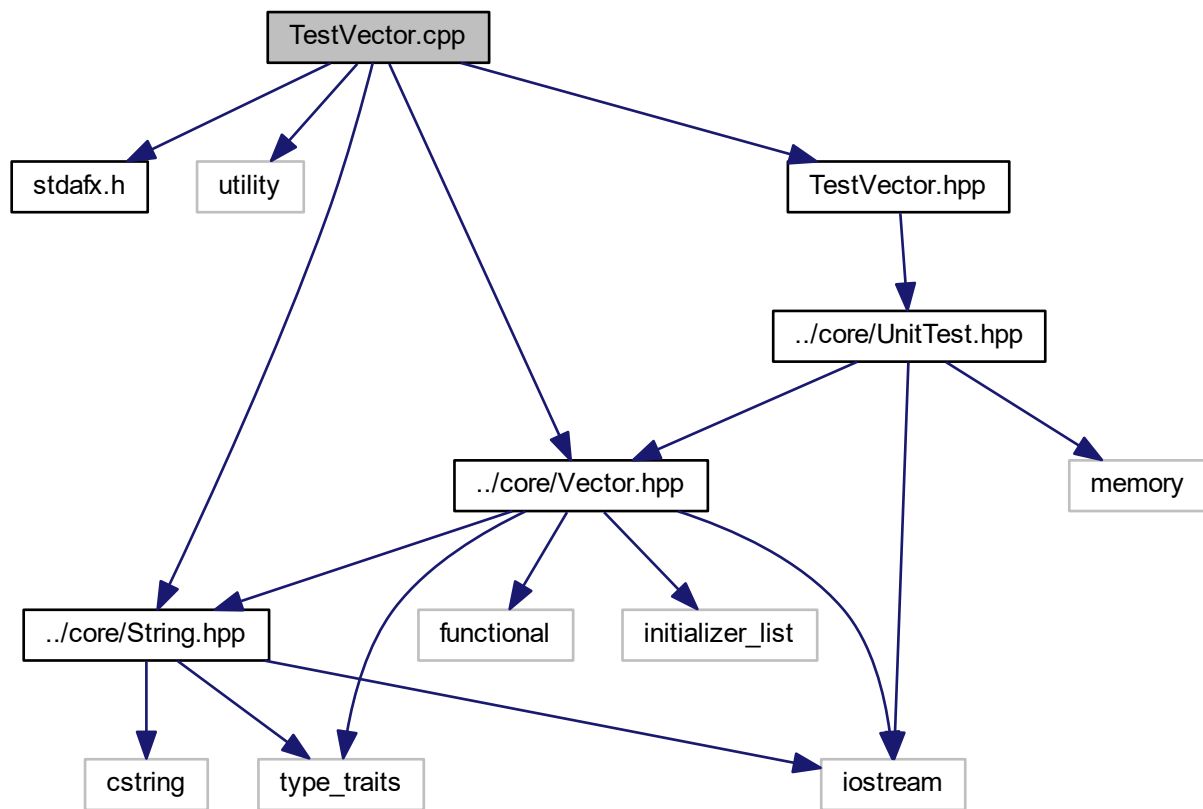 TestVector.cpp
stdafx.h
utility
TestVector.hpp
../core/UnitTest.hpp
../core/Vector.hpp
memory
../core/String.hpp
functional
initializer_list
cstring
type_traits
iostream